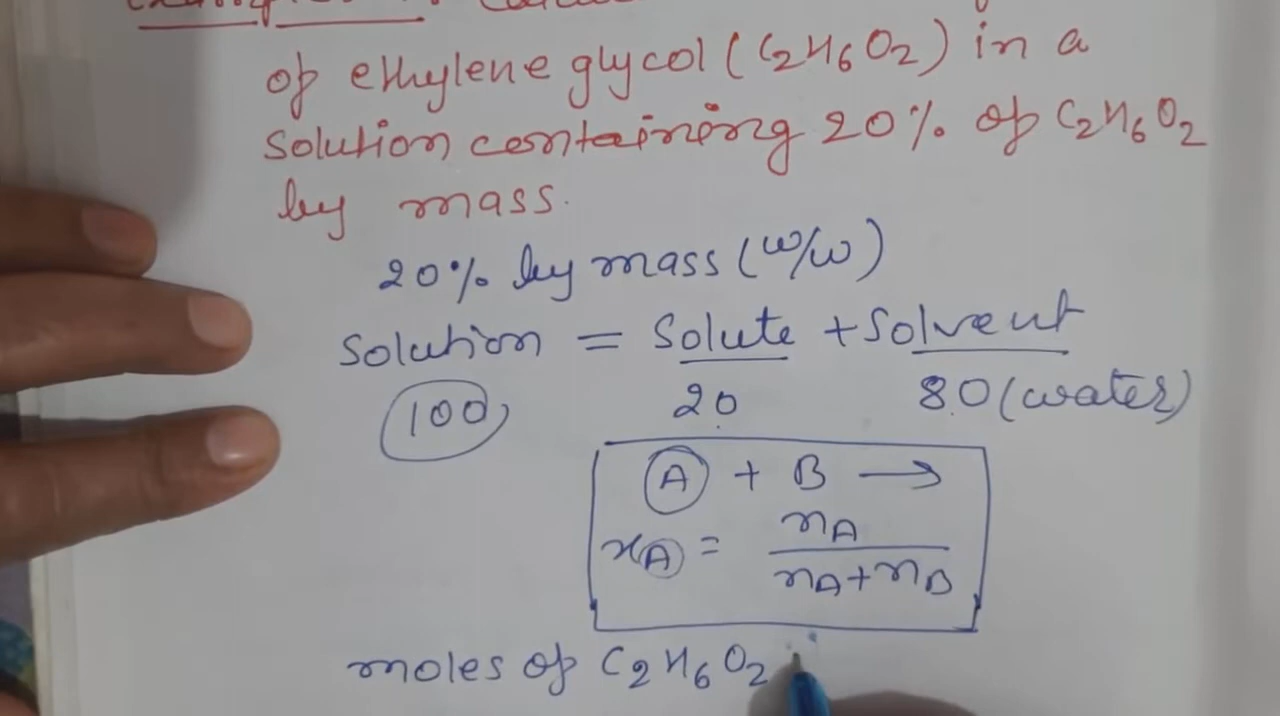 of ethylene glycol (C2H6O2) in a
solution containing 20% of C2H6O2
by mass.
20% by mass (w/w)
Solution = Solute + Solvent
100 20 80 (water)
A + B →
xA = nA / nA + nB
moles of C2H6O2